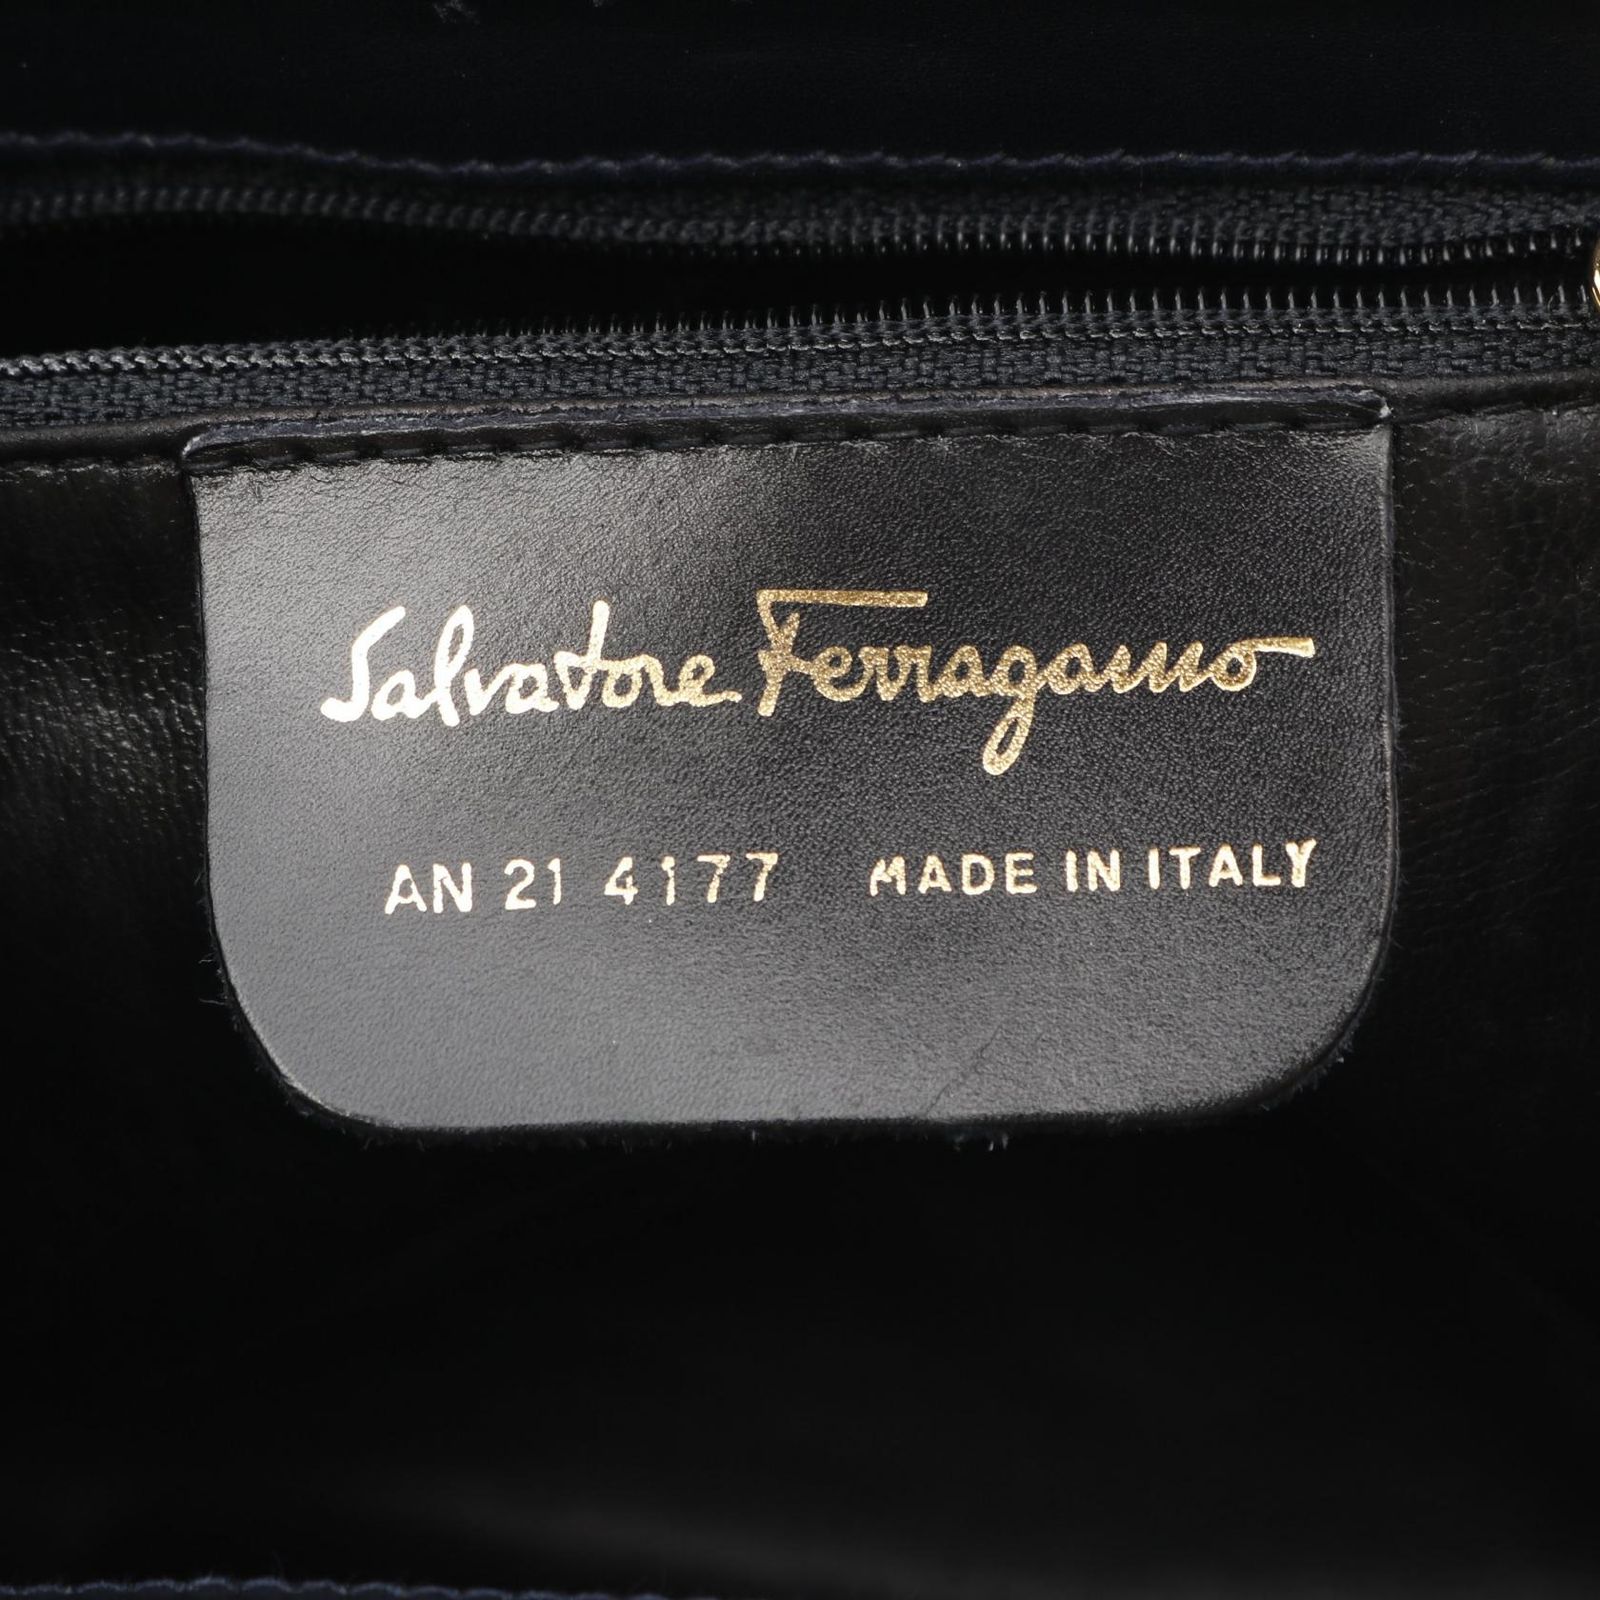 Salvatore Ferragamo
AN 21 4177 MADE IN ITALY